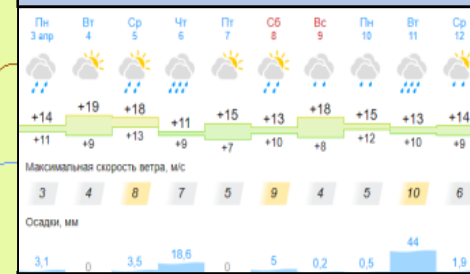 Пн Вт Ср Чт Пт Сб Вс Пн Вт Ср
3 апр 4 5 6 7 8 9 10 11 12
+14 +19 +18 +11 +15 +13 +18 +15 +13 +14
+11 +9 +13 +9 +7 +10 +8 +12 +10 +9
Максимальная скорость ветра, м/с
3 4 8 7 5 9 4 5 10 6
Осадки, мм
3,1 0 3,5 18,6 0 5 0,2 0,5 44 1,9